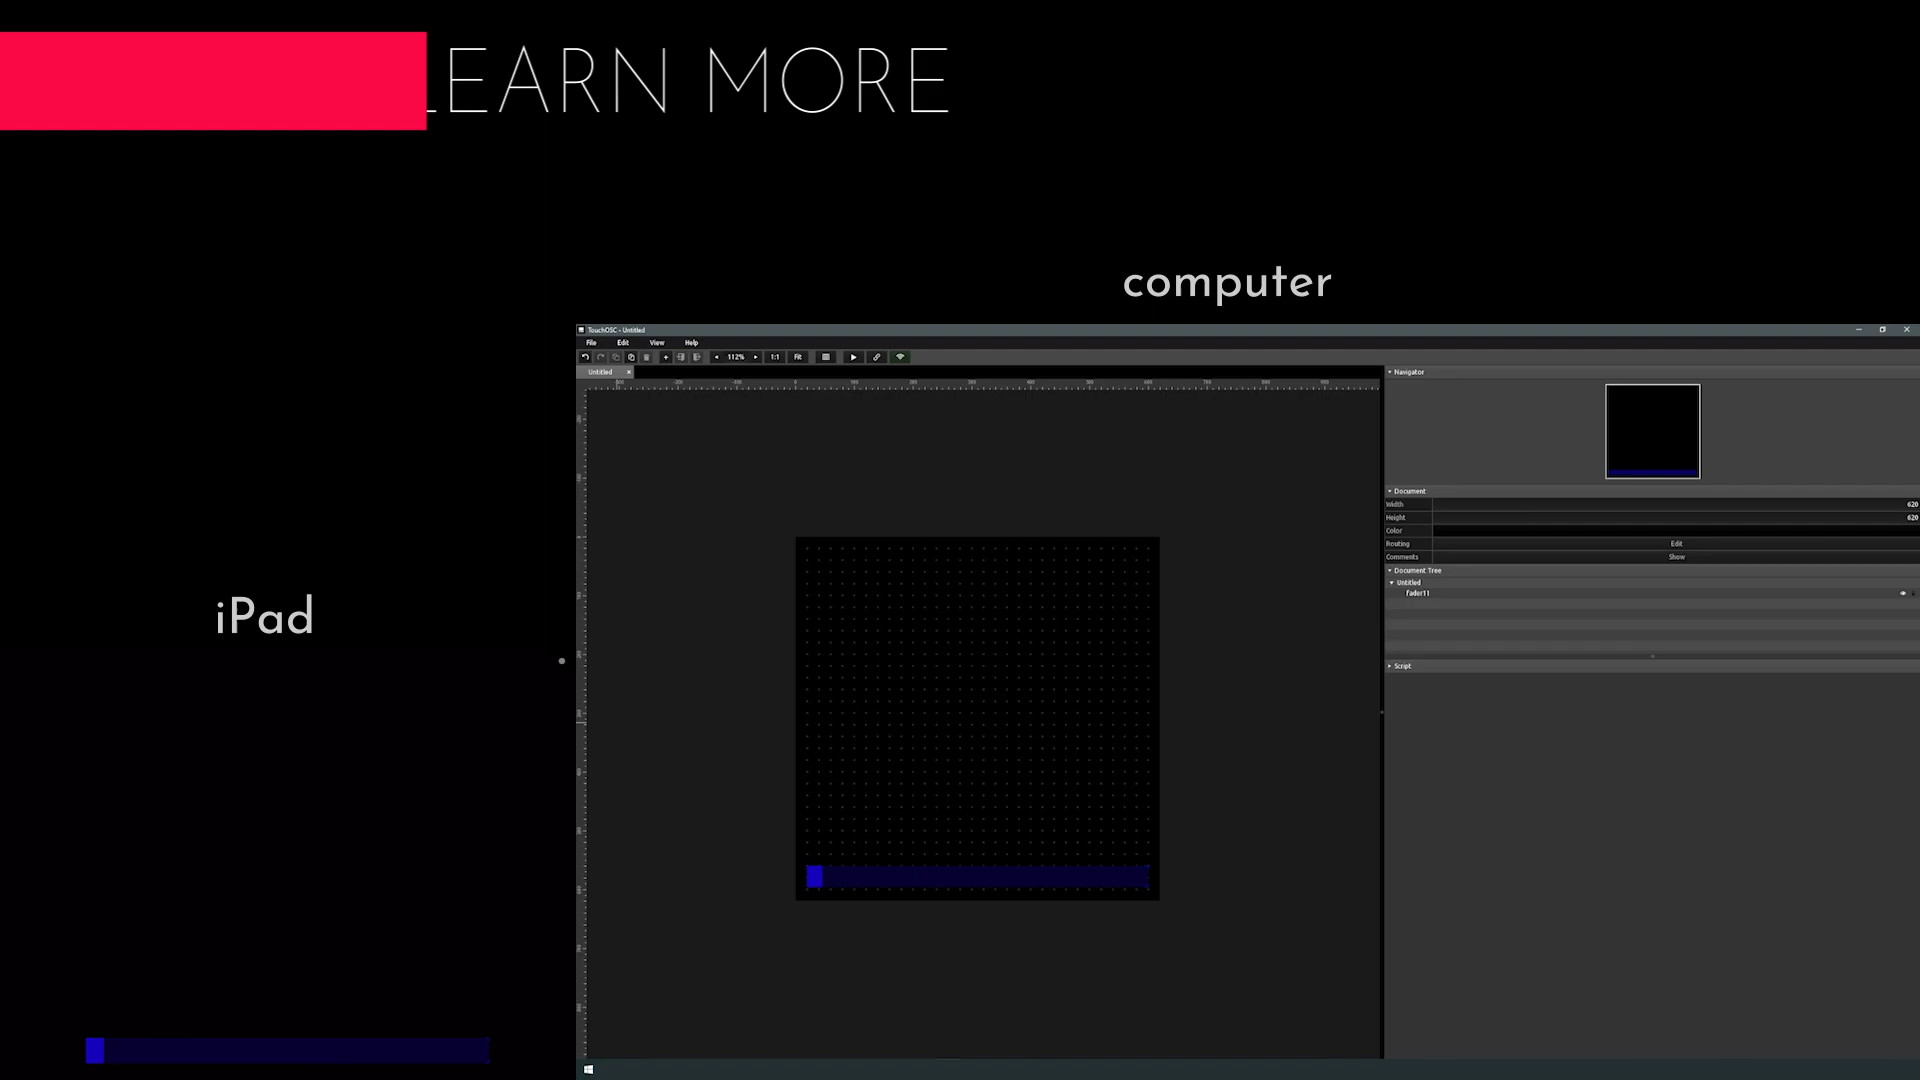 LEARN MORE
computer
TouchOSC - Untitled
File Edit View Help
112% 1:1 Fit
Untitled
Navigator
Document
Width 620
Height 620
Color
Routing Edit
Comments Show
Document Tree
Untitled
fader11
Script
iPad